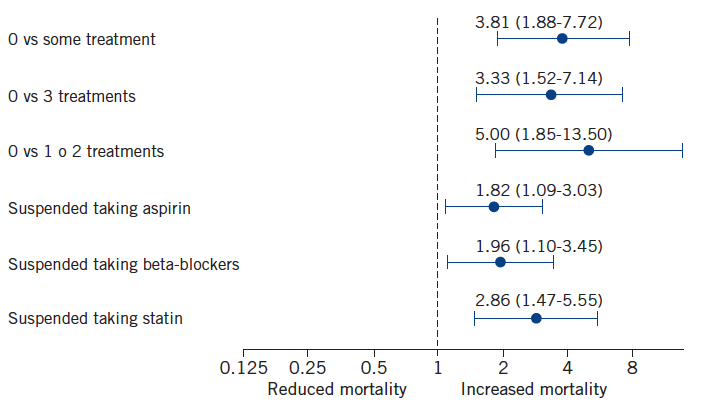 3.81 (1.88-7.72)
0 vs some treatment
3.33 (1.52-7.14)
0 vs 3 treatments
5.00 (1.85-13.50)
0 vs 1 o 2 treatments
1.82 (1.09-3.03)
Suspended taking aspirin
1.96 (1.10-3.45)
Suspended taking beta-blockers
2.86 (1.47-5.55)
Suspended taking statin
0.125 0.25 0.5 1 2 4 8
Reduced mortality Increased mortality